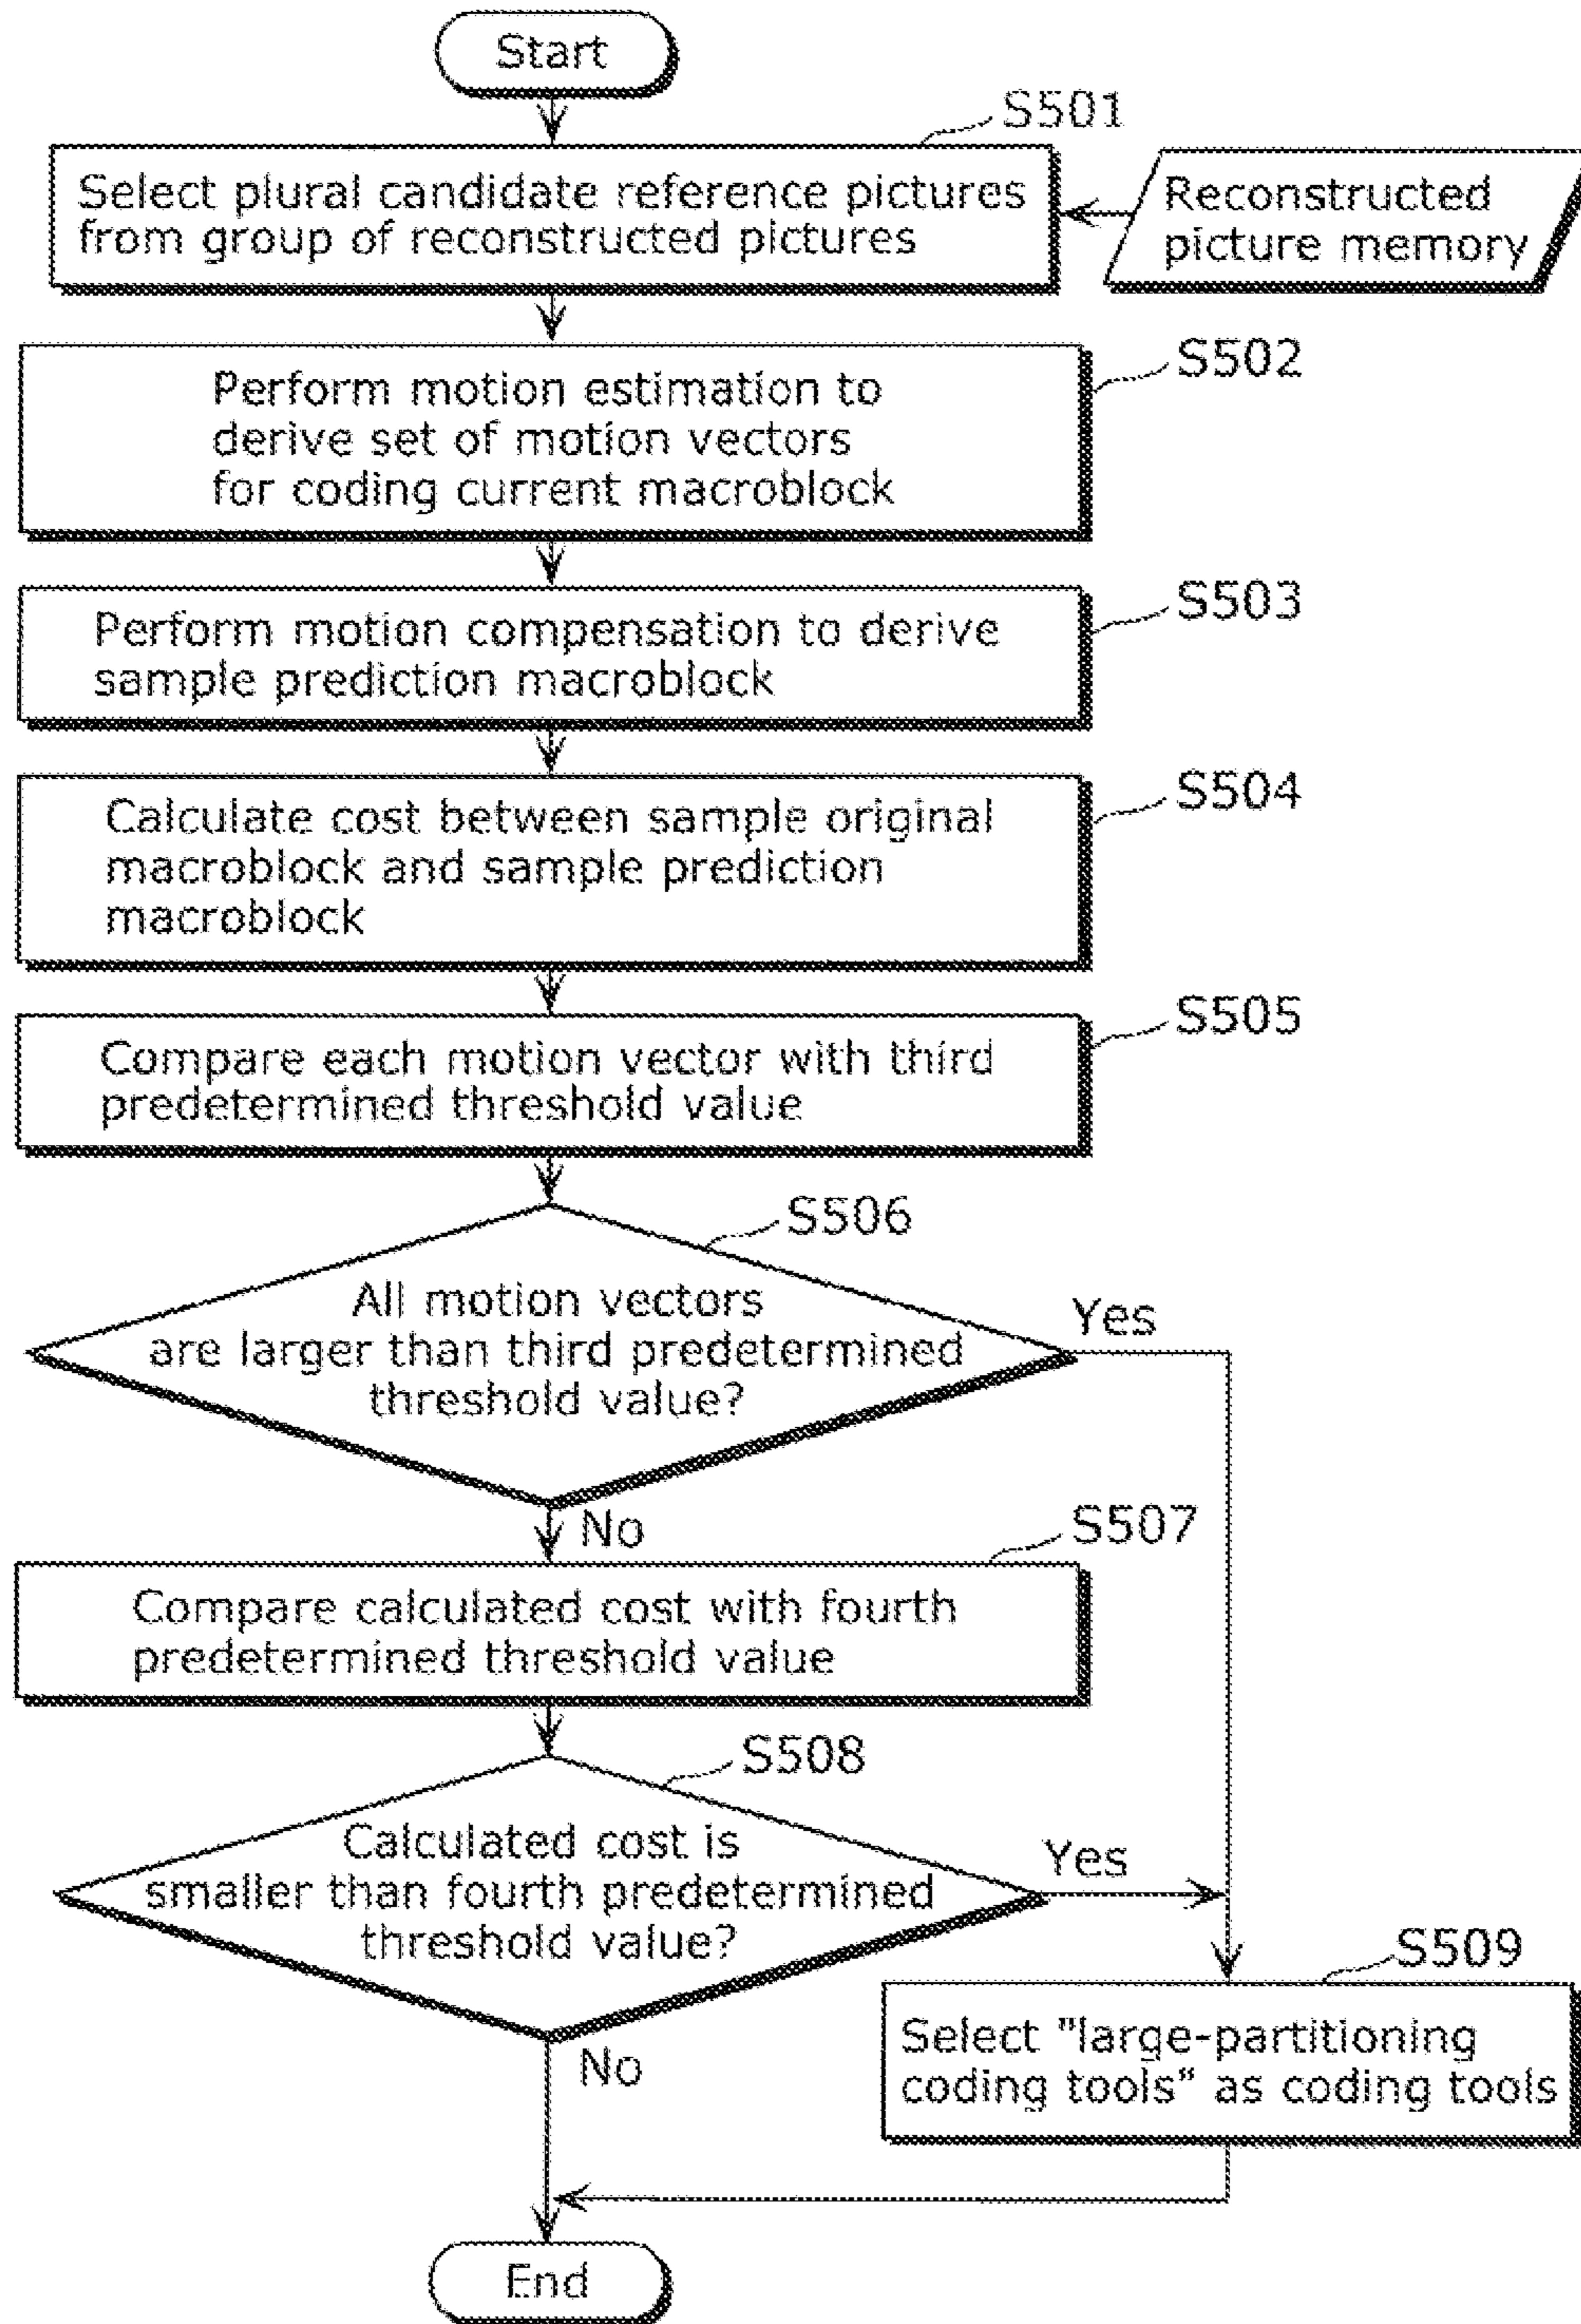 Start
S501
Select plural candidate reference pictures
from group of reconstructed pictures
Reconstructed
picture memory
S502
Perform motion estimation to
derive set of motion vectors
for coding current macroblock
S503
Perform motion compensation to derive
sample prediction macroblock
S504
Calculate cost between sample original
macroblock and sample prediction
macroblock
S505
Compare each motion vector with third
predetermined threshold value
S506
All motion vectors
are larger than third predetermined
threshold value?
Yes
No
S507
Compare calculated cost with fourth
predetermined threshold value
S508
Calculated cost is
smaller than fourth predetermined
threshold value?
Yes
No
S509
Select "large-partitioning
coding tools" as coding tools
End